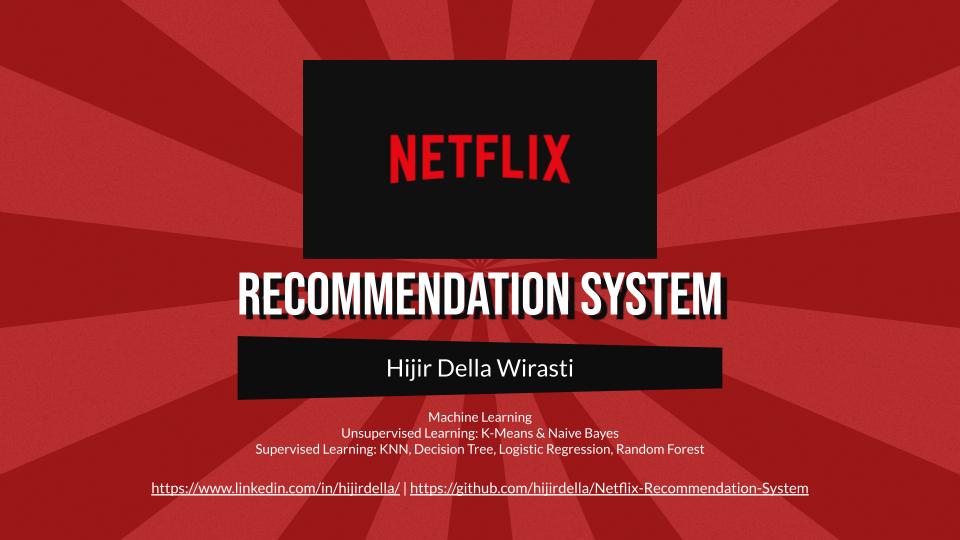 NETFLIX
RECOMMENDATION SYSTEM
Hijir Della Wirasti
Machine Learning
Unsupervised Learning: K-Means & Naive Bayes
Supervised Learning: KNN, Decision Tree, Logistic Regression, Random Forest
https://www.linkedin.com/in/hijirdella/ | https://github.com/hijirdella/Netflix-Recommendation-System